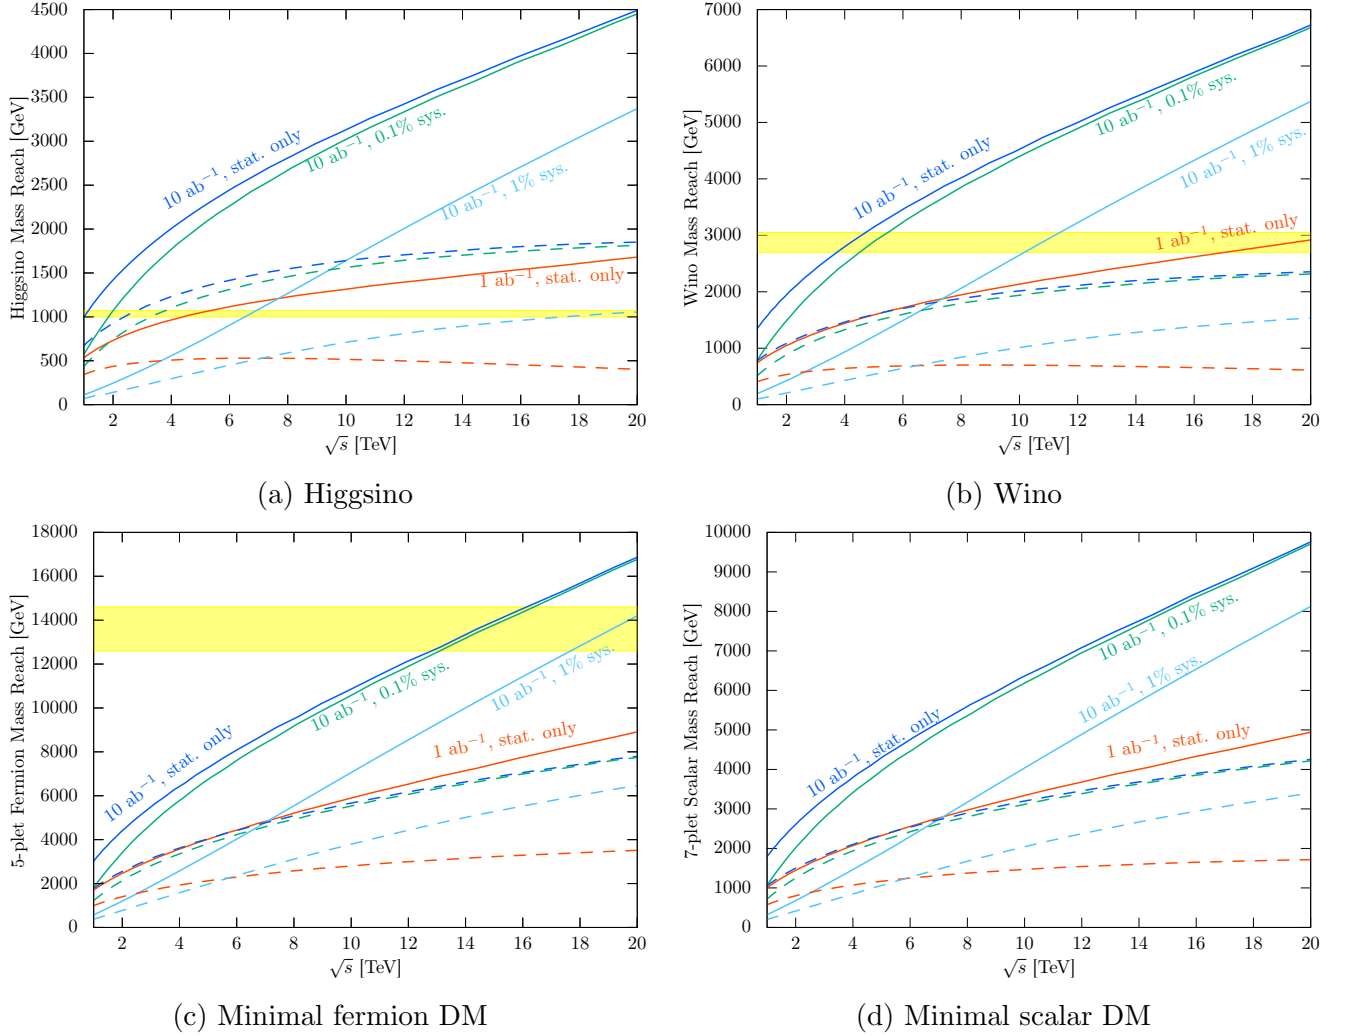 Higgsino Mass Reach [GeV]
4500
4000
3500
3000
2500
2000
1500
1000
500
0
10 ab⁻¹, stat. only
10 ab⁻¹, 0.1% sys.
10 ab⁻¹, 1% sys.
1 ab⁻¹, stat. only
2 4 6 8 10 12 14 16 18 20
√s [TeV]
(a) Higgsino
Wino Mass Reach [GeV]
7000
6000
5000
4000
3000
2000
1000
0
10 ab⁻¹, stat. only
10 ab⁻¹, 0.1% sys.
10 ab⁻¹, 1% sys.
1 ab⁻¹, stat. only
2 4 6 8 10 12 14 16 18 20
√s [TeV]
(b) Wino
5-plet Fermion Mass Reach [GeV]
18000
16000
14000
12000
10000
8000
6000
4000
2000
0
10 ab⁻¹, stat. only
10 ab⁻¹, 0.1% sys.
10 ab⁻¹, 1% sys.
1 ab⁻¹, stat. only
2 4 6 8 10 12 14 16 18 20
√s [TeV]
(c) Minimal fermion DM
7-plet Scalar Mass Reach [GeV]
10000
9000
8000
7000
6000
5000
4000
3000
2000
1000
0
10 ab⁻¹, stat. only
10 ab⁻¹, 0.1% sys.
10 ab⁻¹, 1% sys.
1 ab⁻¹, stat. only
2 4 6 8 10 12 14 16 18 20
√s [TeV]
(d) Minimal scalar DM